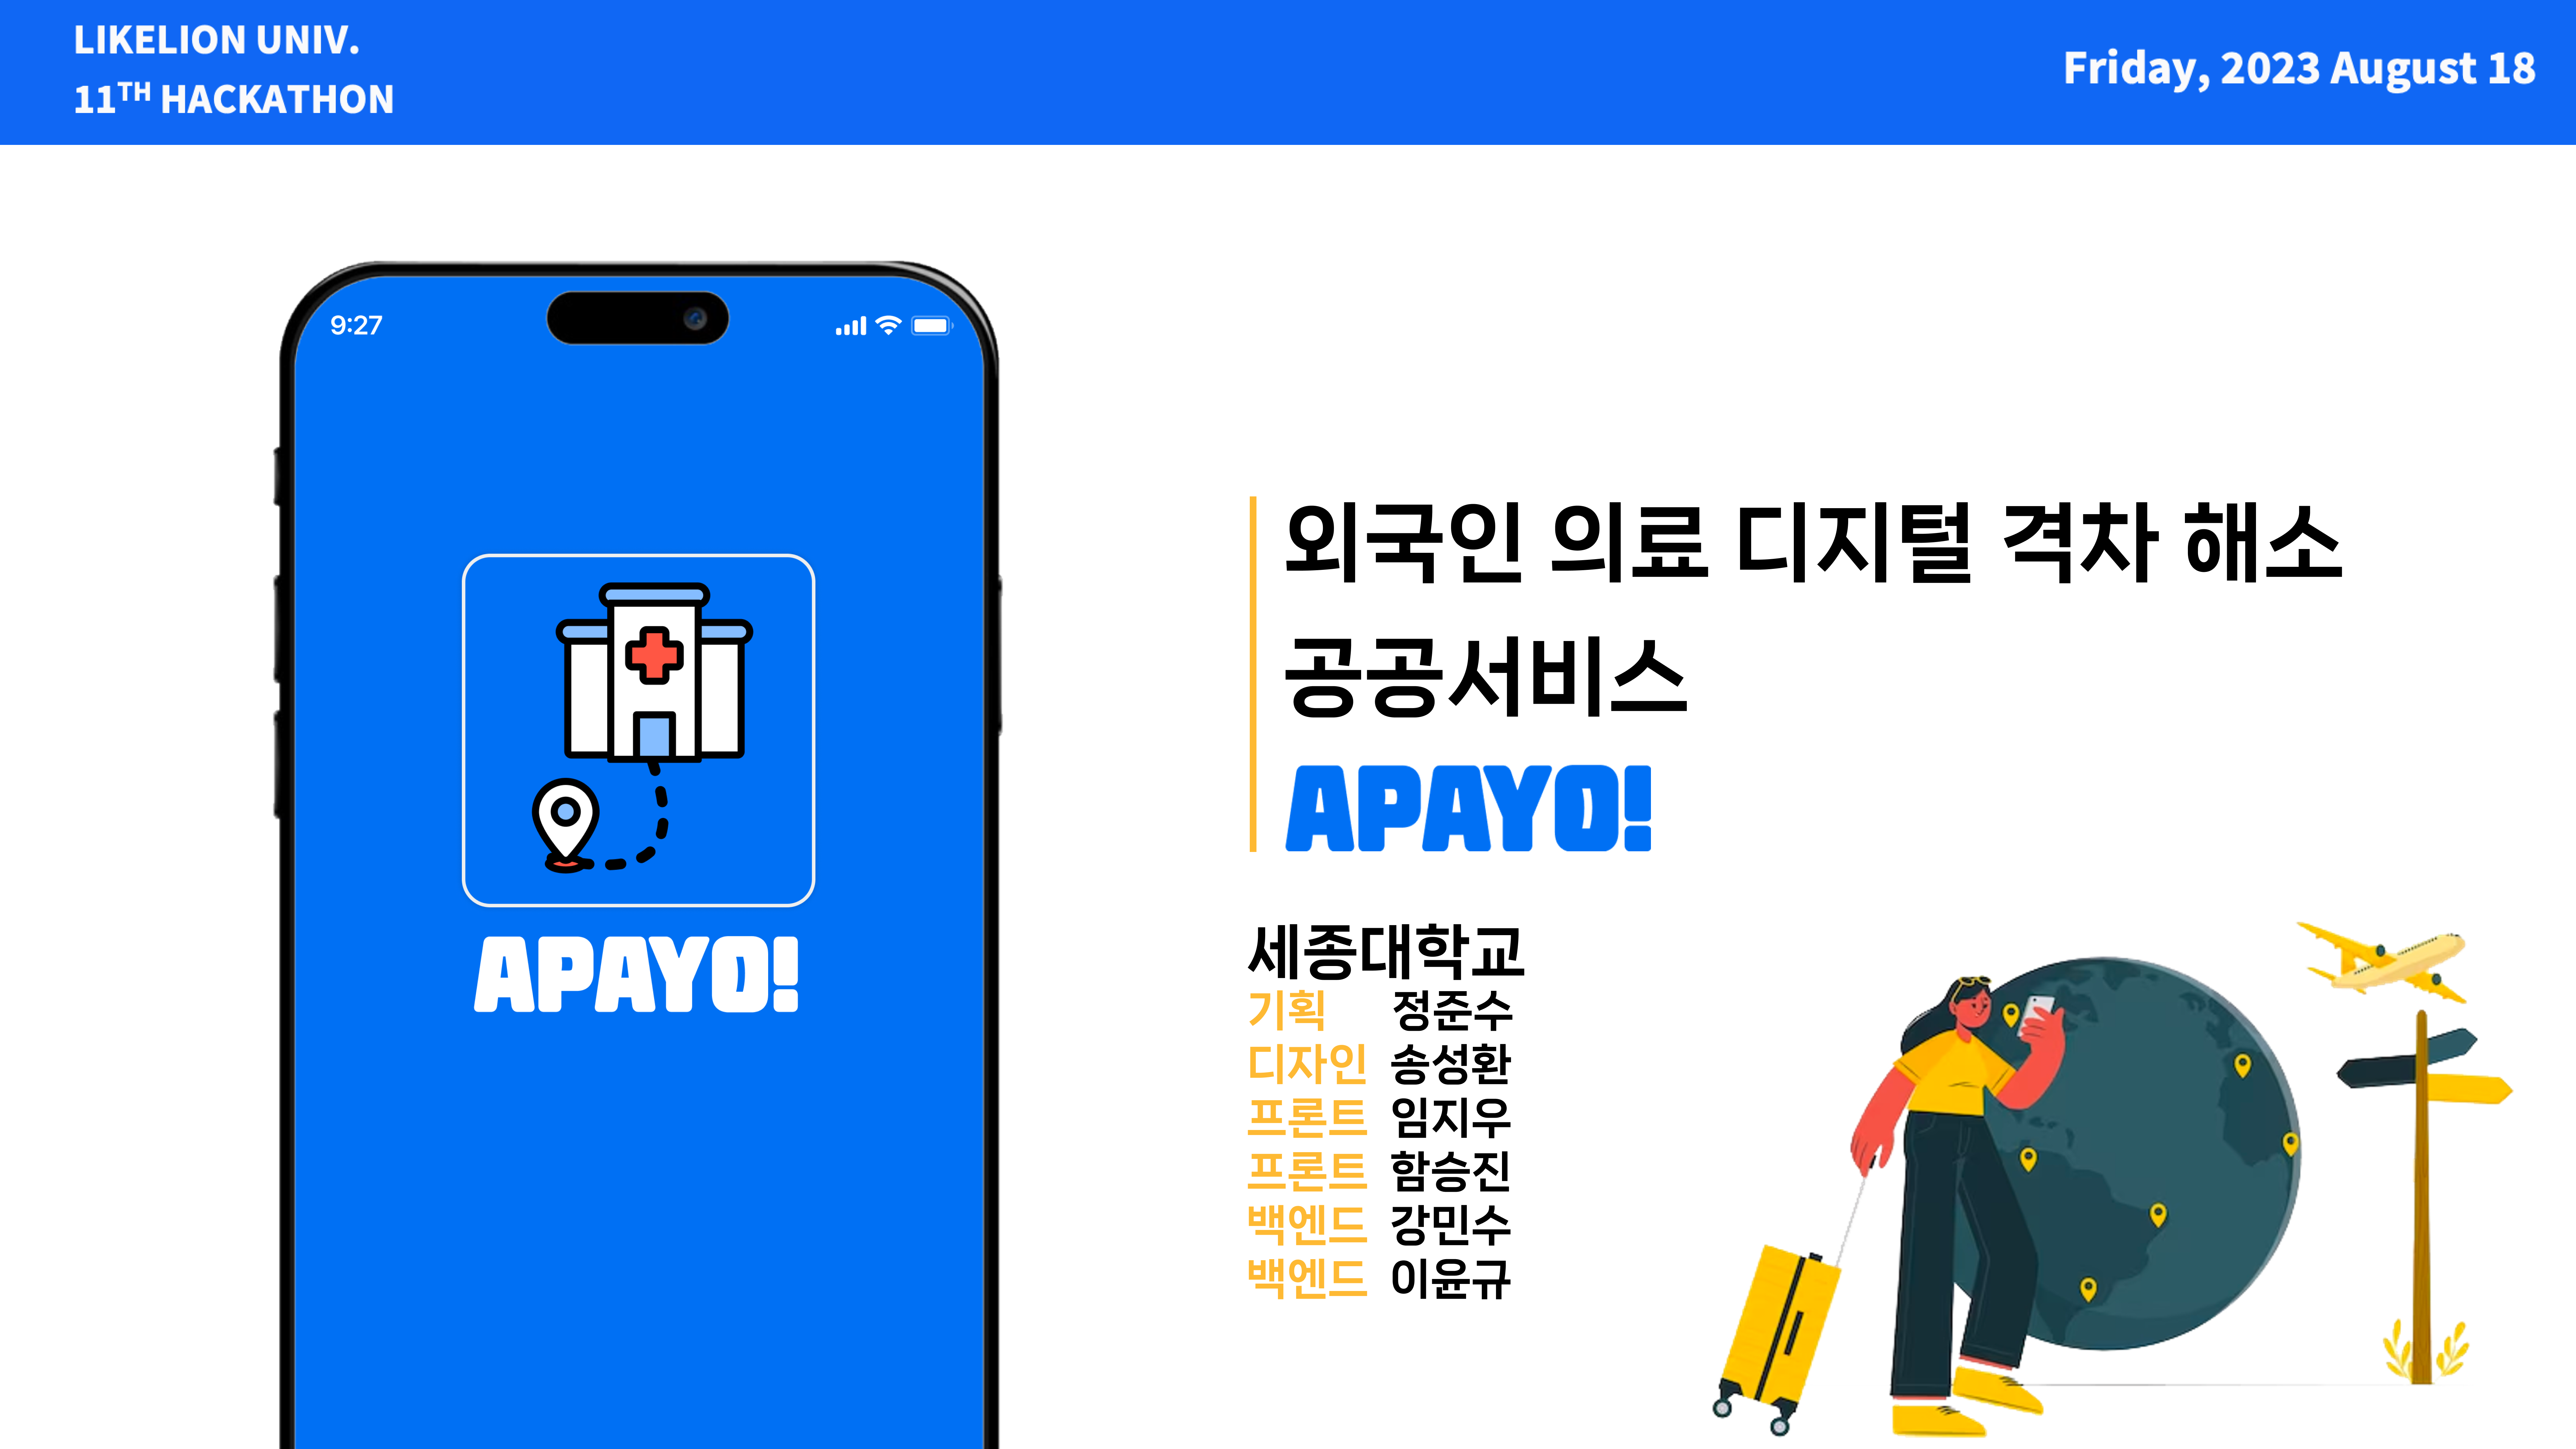 LIKELION UNIV.
11TH HACKATHON
Friday, 2023 August 18
9:27
APAYO!
외국인 의료 디지털 격차 해소
공공서비스
APAYO!
세종대학교
기획 정준수
디자인 송성환
프론트 임지우
프론트 함승진
백엔드 강민수
백엔드 이윤규